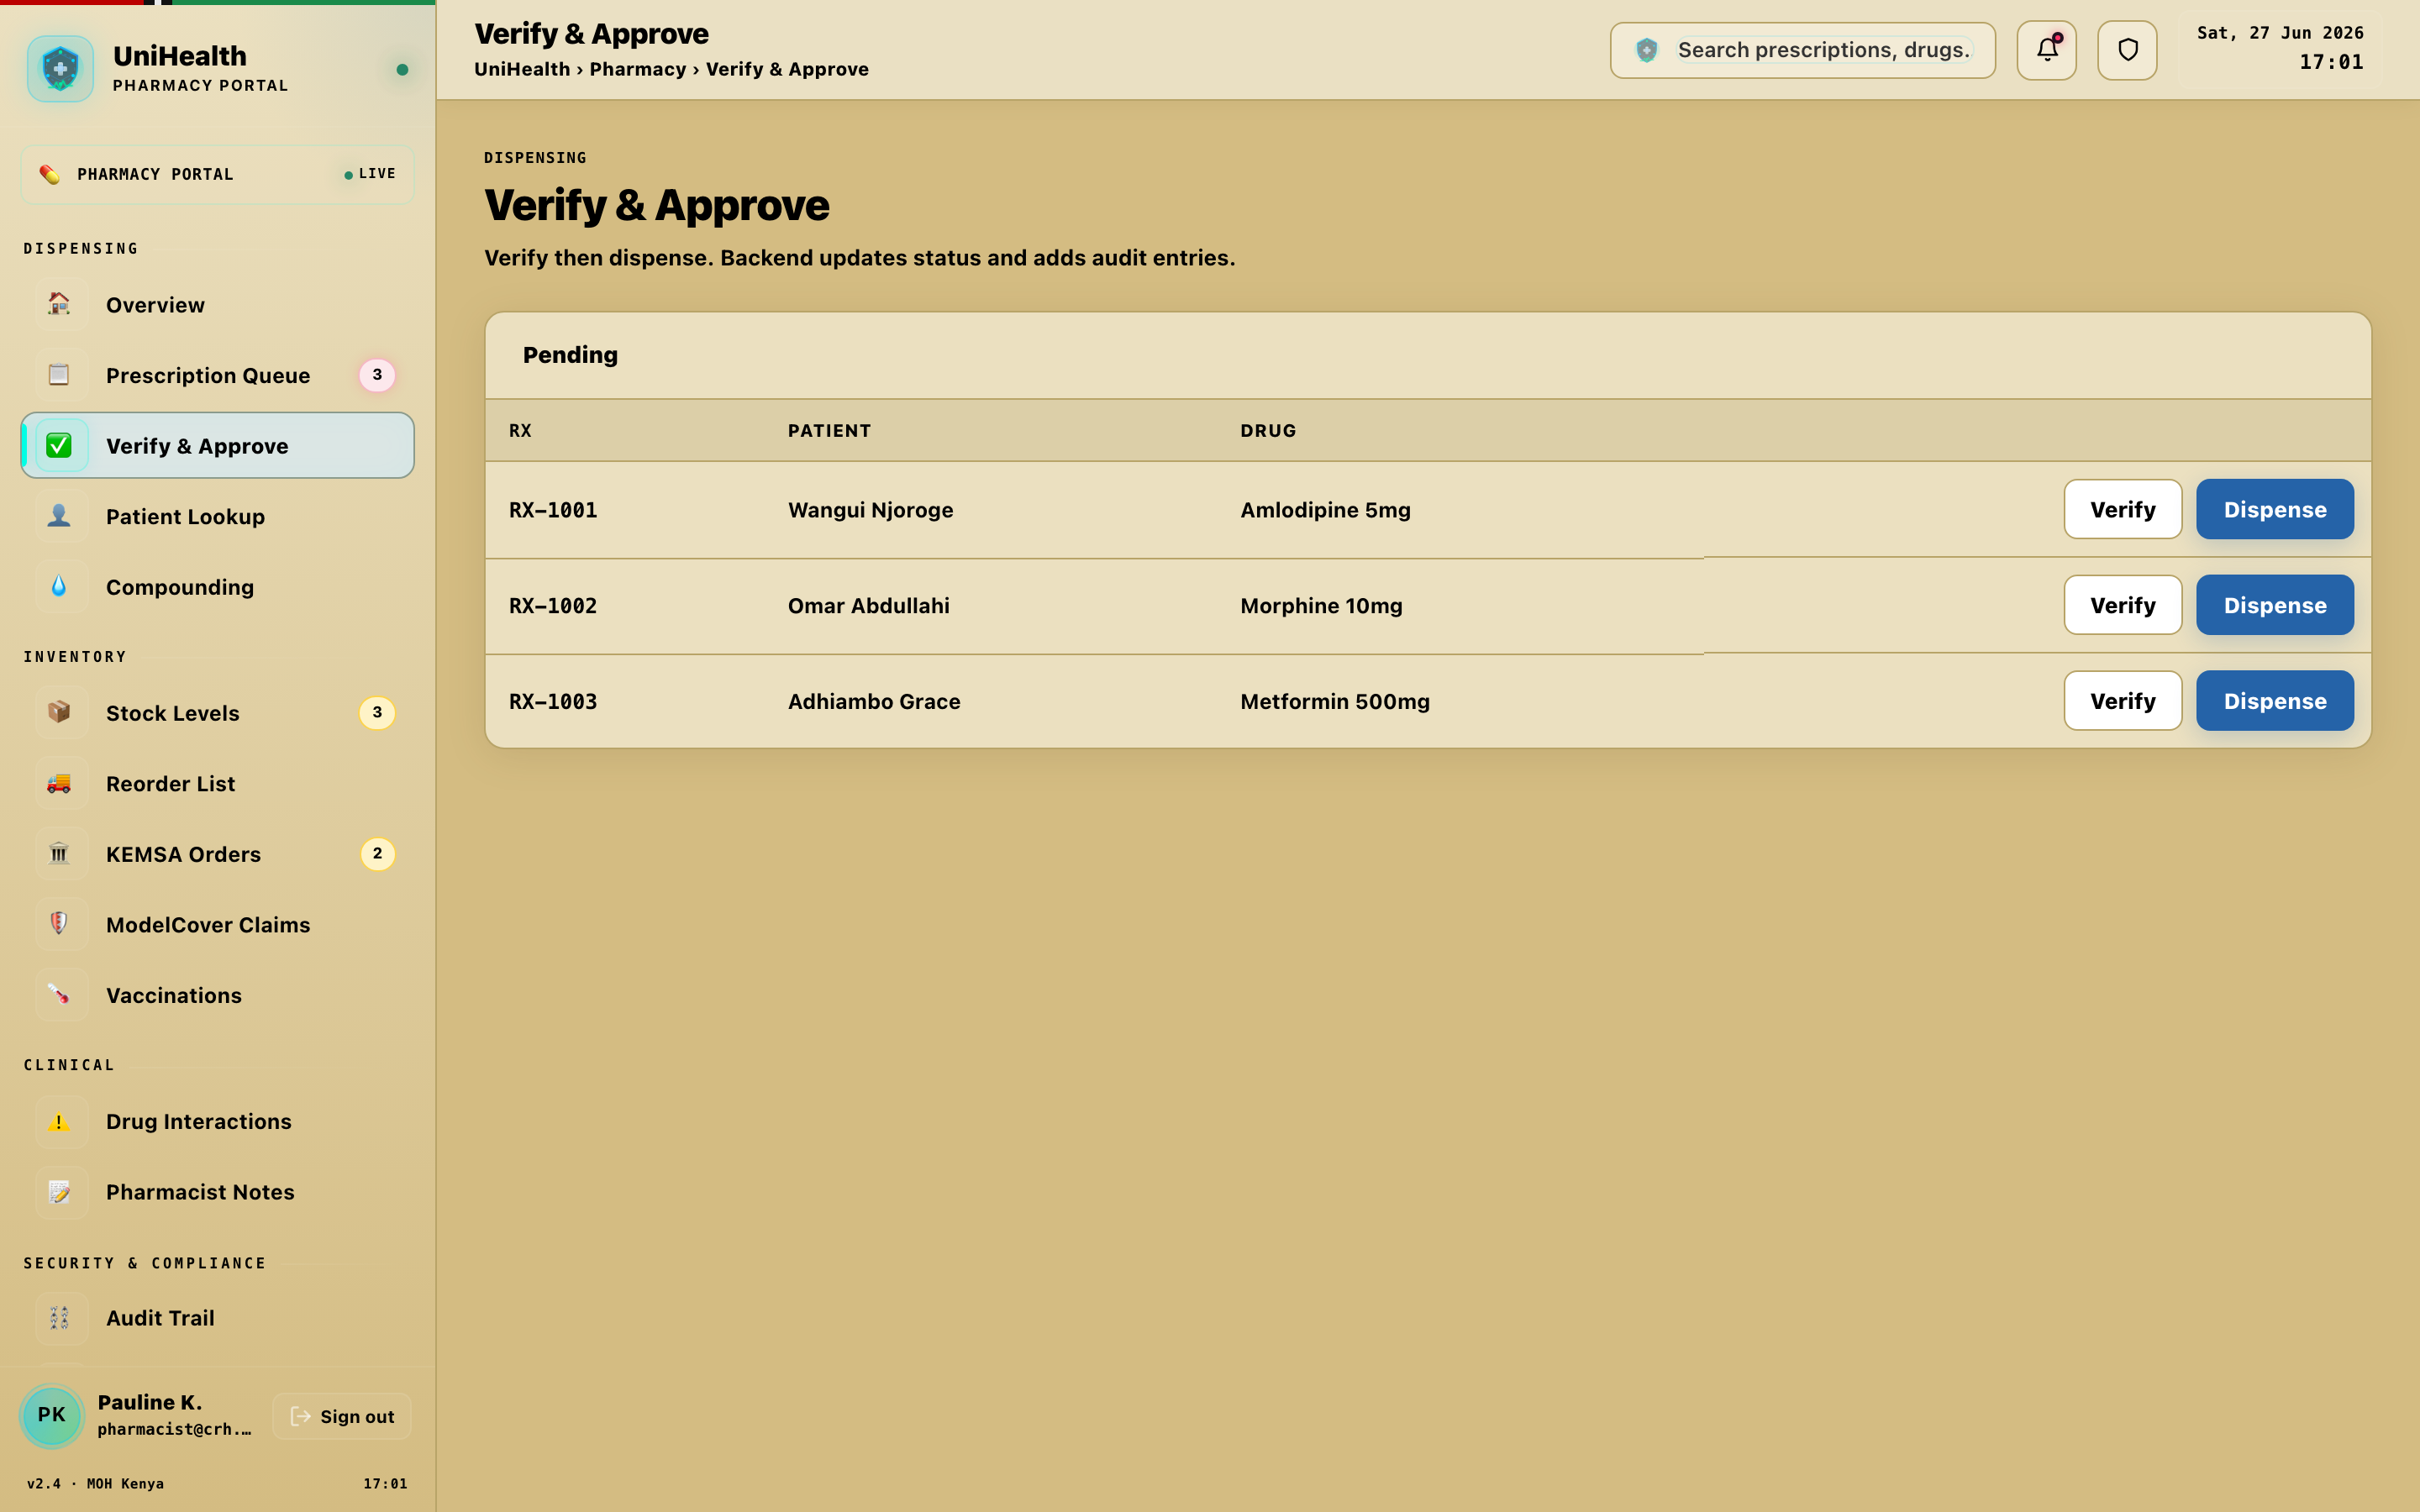 UniHealth
PHARMACY PORTAL
PHARMACY PORTAL
LIVE
DISPENSING
Overview
Prescription Queue 3
Verify & Approve
Patient Lookup
Compounding
INVENTORY
Stock Levels 3
Reorder List
KEMSA Orders 2
ModelCover Claims
Vaccinations
CLINICAL
Drug Interactions
Pharmacist Notes
SECURITY & COMPLIANCE
Audit Trail
PK
Pauline K.
pharmacist@crh.…
Sign out
v2.4 · MOH Kenya 17:01
Verify & Approve
UniHealth › Pharmacy › Verify & Approve
Search prescriptions, drugs.
Sat, 27 Jun 2026
17:01
DISPENSING
Verify & Approve
Verify then dispense. Backend updates status and adds audit entries.
Pending
RX PATIENT DRUG
RX-1001 Wangui Njoroge Amlodipine 5mg Verify Dispense
RX-1002 Omar Abdullahi Morphine 10mg Verify Dispense
RX-1003 Adhiambo Grace Metformin 500mg Verify Dispense